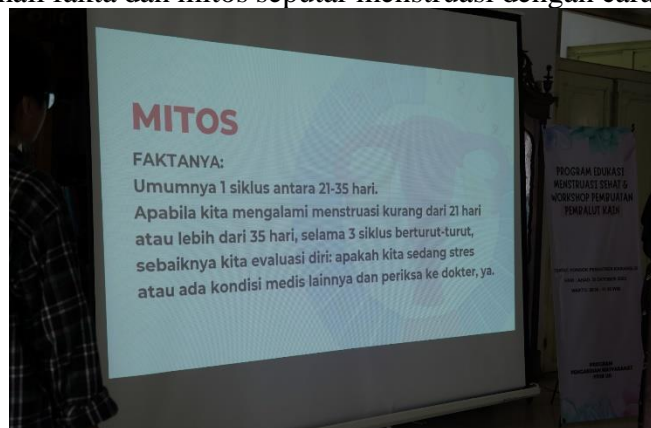 MITOS
FAKTANYA:
Umumnya 1 siklus antara 21-35 hari.
Apabila kita mengalami menstruasi kurang dari 21 hari
atau lebih dari 35 hari, selama 3 siklus berturut-turut,
sebaiknya kita evaluasi diri: apakah kita sedang stres
atau ada kondisi medis lainnya dan periksa ke dokter, ya.
PROGRAM EDUKASI
MENSTRUASI SEHAT &
WORKSHOP PEMBUATAN
PEMBALUT KAIN
PROGRAM